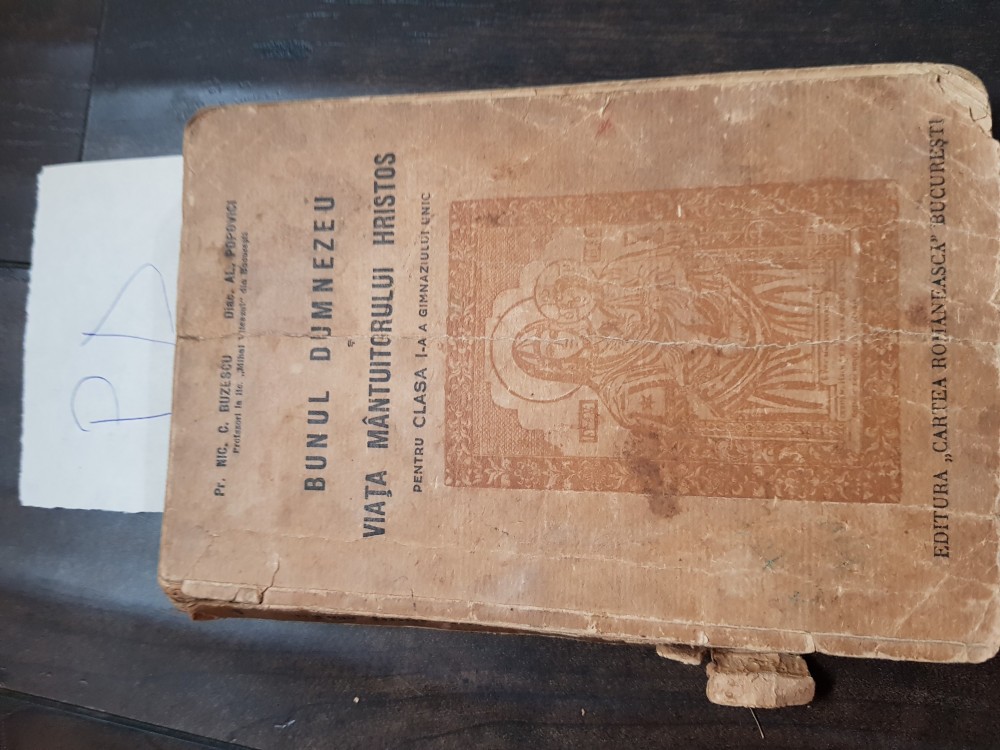 P D
Pr. NIC. C. BUZESCU Diac. AL. POPOVICI
Profesori la lic. „Mihai Viteazul" din București
BUNUL DUMNEZEU
VIAȚA MÂNTUITORULUI HRISTOS
PENTRU CLASA I-A A GIMNAZIULUI UNIC
EDITURA „CARTEA ROMÂNEASCĂ” BUCUREȘTI